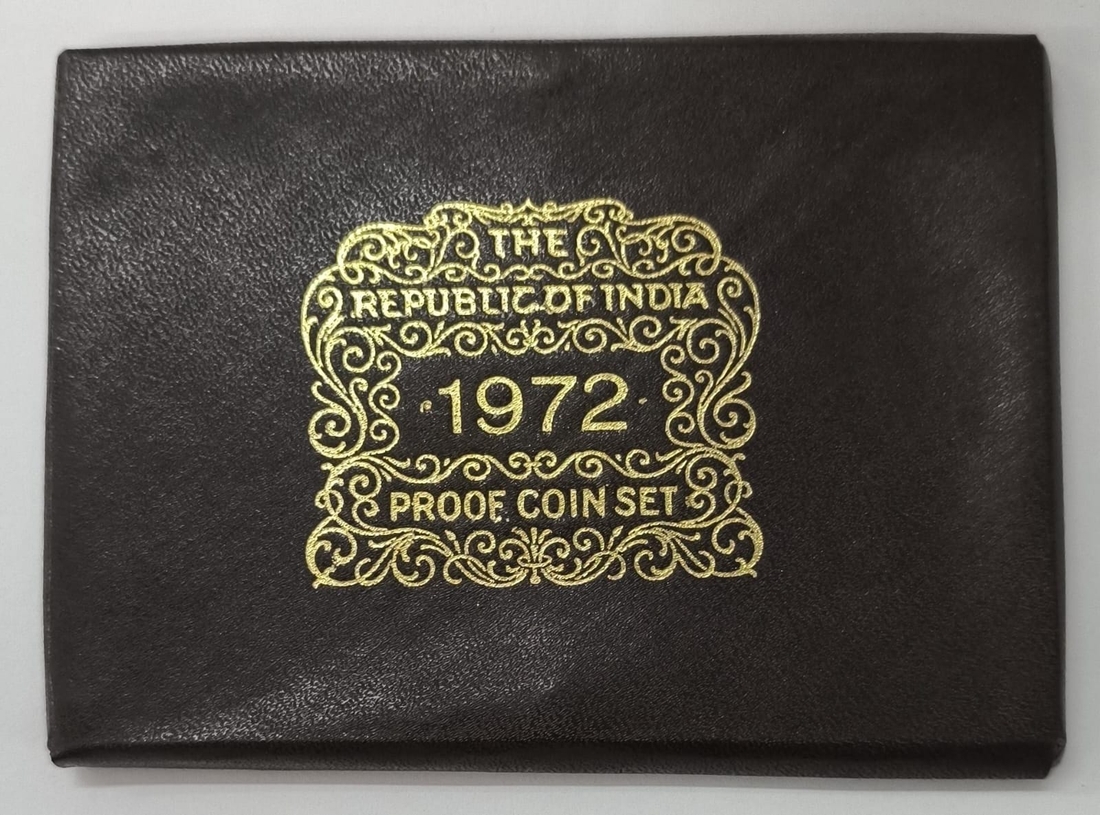 THE
REPUBLIC OF INDIA
1972
PROOF COIN SET